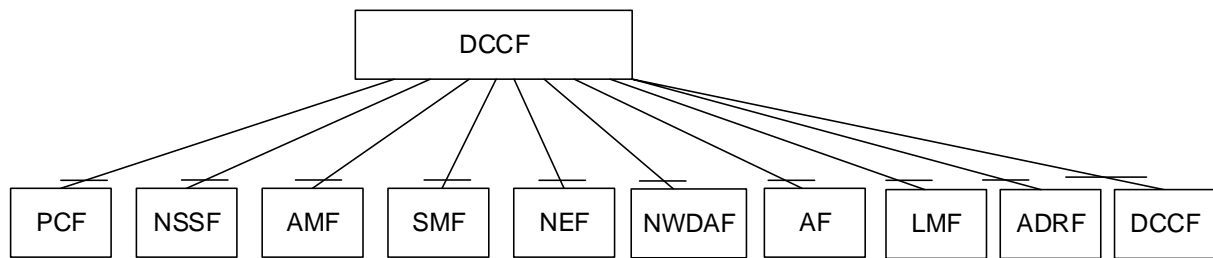 DCCF
PCF
NSSF
AMF
SMF
NEF
NWDAF
AF
LMF
ADRF
DCCF